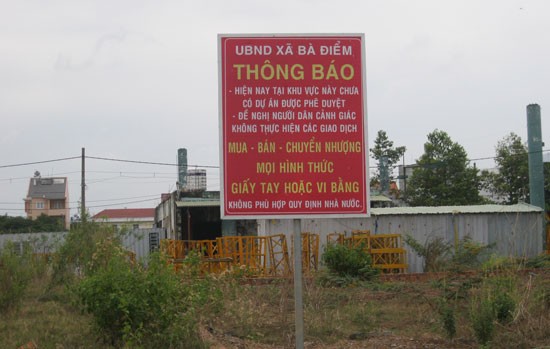 UBND XÃ BÀ ĐIỂM
THÔNG BÁO
- HIỆN NAY TẠI KHU VỰC NÀY CHƯA
CÓ DỰ ÁN ĐƯỢC PHÊ DUYỆT
- ĐỀ NGHỊ NGƯỜI DÂN CẢNH GIÁC
KHÔNG THỰC HIỆN CÁC GIAO DỊCH
MUA - BÁN - CHUYỂN NHƯỢNG
MỌI HÌNH THỨC
GIẤY TAY HOẶC VI BẰNG
KHÔNG PHÙ HỢP QUY ĐỊNH NHÀ NƯỚC.